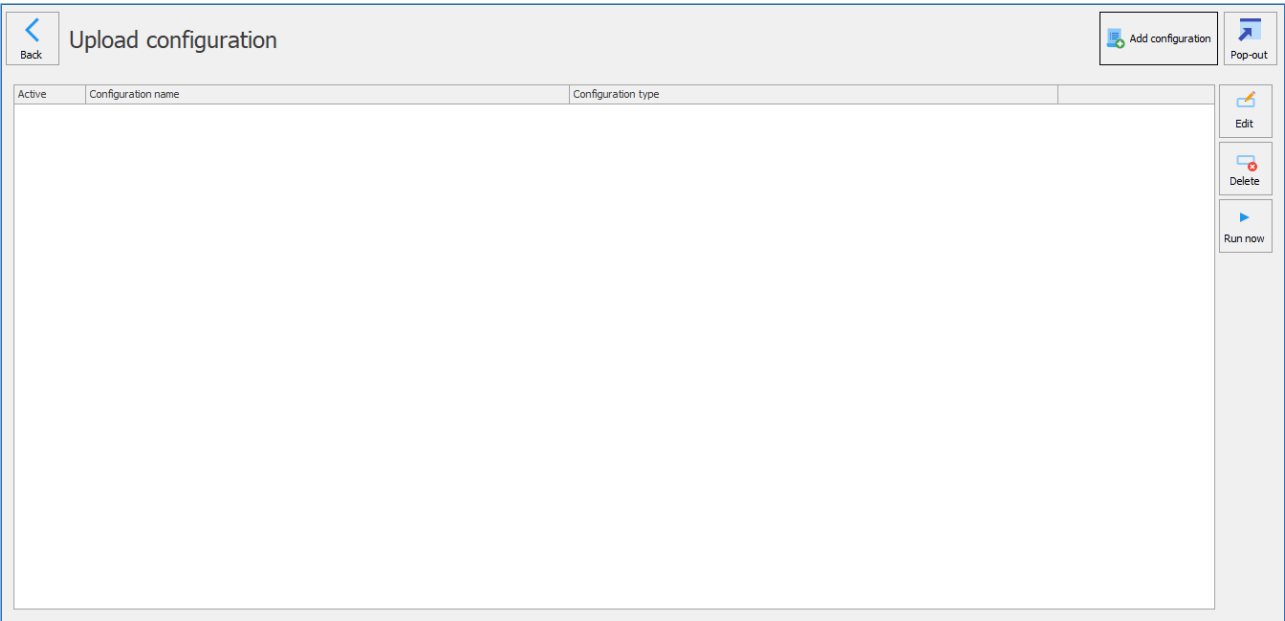 Back
Upload configuration
Add configuration
Pop-out
Active Configuration name Configuration type
Edit
Delete
Run now